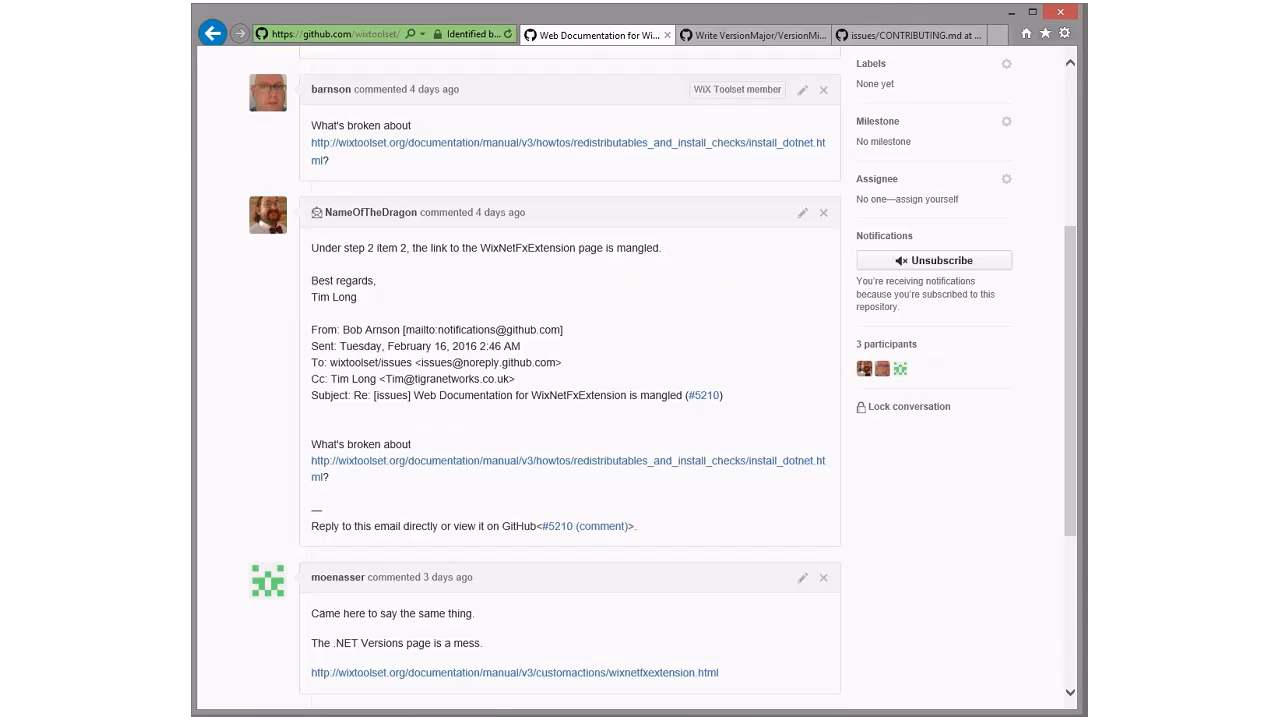 https://github.com/wixtoolset/
Identified b...
Web Documentation for Wi...
Write VersionMajor/VersionMi...
issues/CONTRIBUTING.md at ...
barnson commented 4 days ago
WiX Toolset member
What's broken about
http://wixtoolset.org/documentation/manual/v3/howtos/redistributables_and_install_checks/install_dotnet.ht
ml?
NameOfTheDragon commented 4 days ago
Under step 2 item 2, the link to the WixNetFxExtension page is mangled.
Best regards,
Tim Long
From: Bob Arnson [mailto:notifications@github.com]
Sent: Tuesday, February 16, 2016 2:46 AM
To: wixtoolset/issues <issues@noreply.github.com>
Cc: Tim Long <Tim@tigranetworks.co.uk>
Subject: Re: [issues] Web Documentation for WixNetFxExtension is mangled (#5210)
What's broken about
http://wixtoolset.org/documentation/manual/v3/howtos/redistributables_and_install_checks/install_dotnet.ht
ml?
—
Reply to this email directly or view it on GitHub<#5210 (comment)>.
moenasser commented 3 days ago
Came here to say the same thing.
The .NET Versions page is a mess.
http://wixtoolset.org/documentation/manual/v3/customactions/wixnetfxextension.html
Labels
None yet
Milestone
No milestone
Assignee
No one—assign yourself
Notifications
Unsubscribe
You're receiving notifications
because you're subscribed to this
repository.
3 participants
Lock conversation